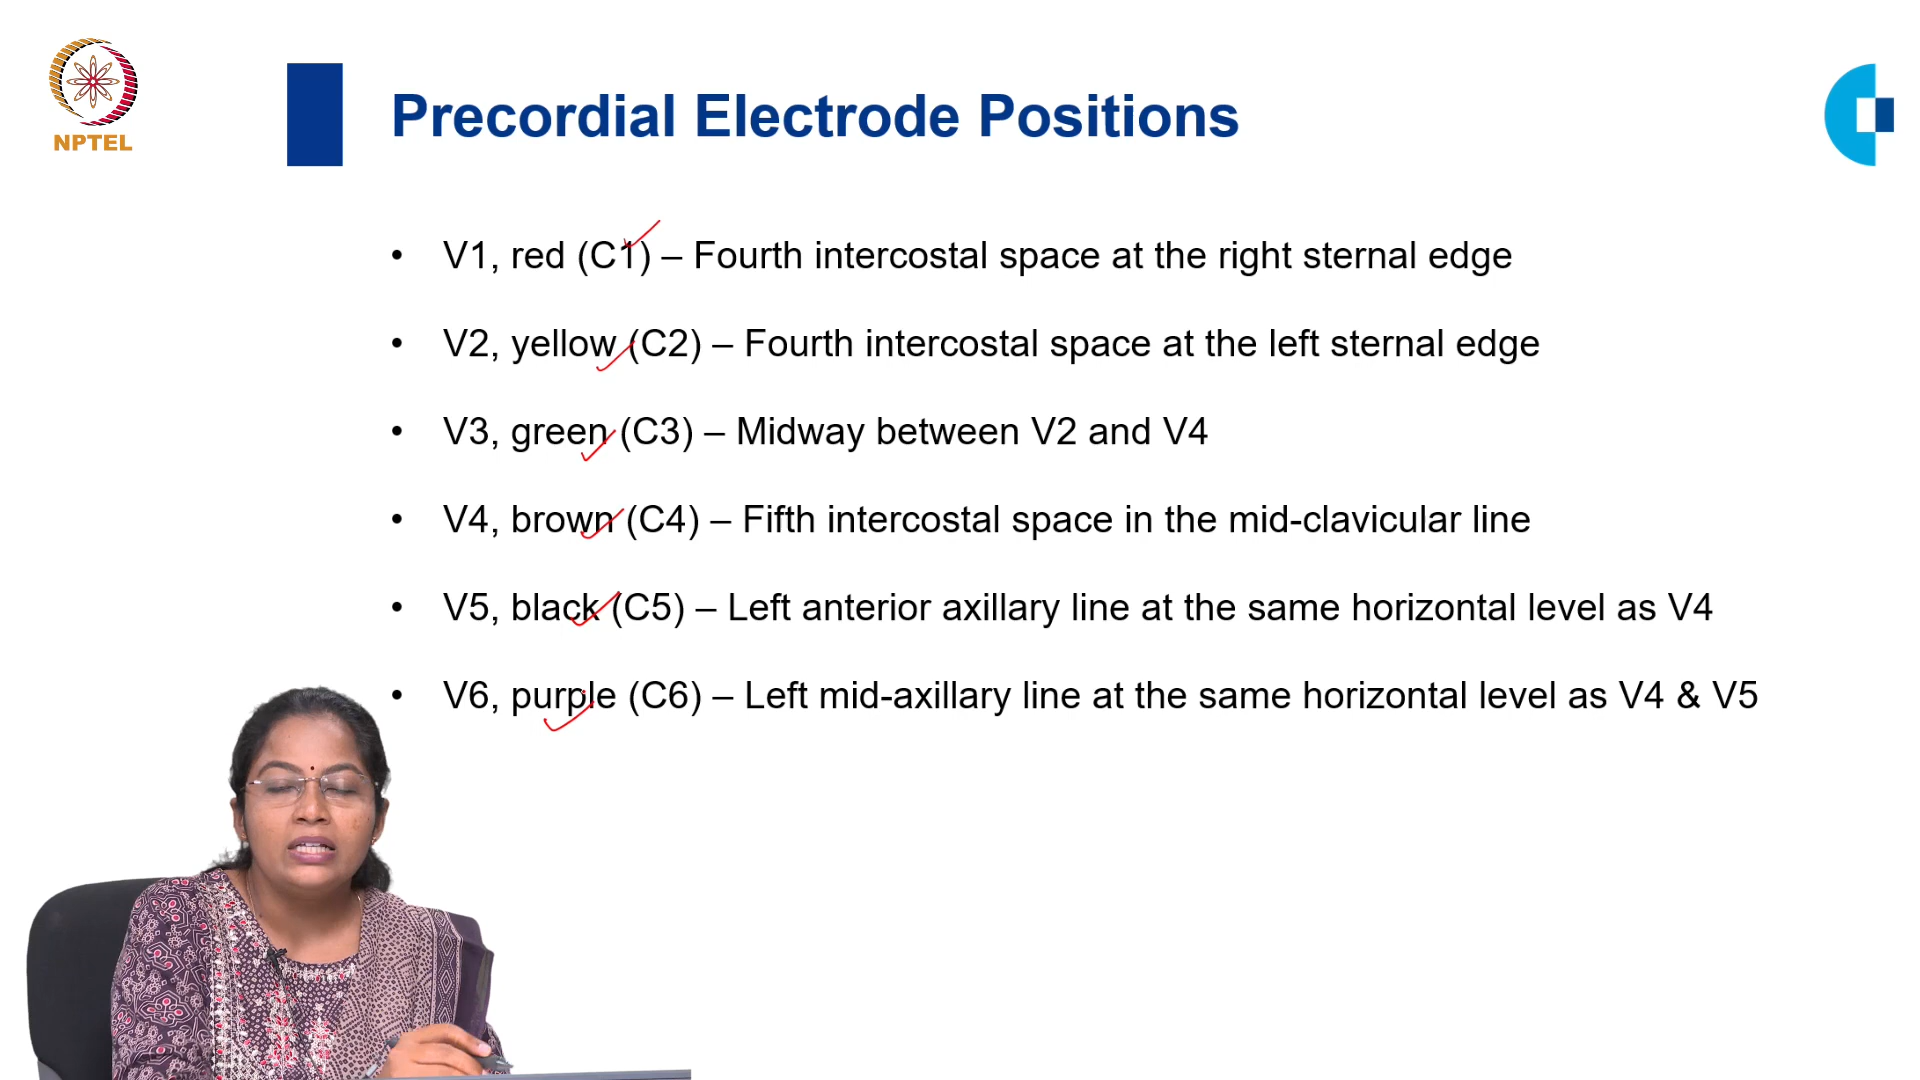 NPTEL
Precordial Electrode Positions
• V1, red (C1) – Fourth intercostal space at the right sternal edge
• V2, yellow (C2) – Fourth intercostal space at the left sternal edge
• V3, green (C3) – Midway between V2 and V4
• V4, brown (C4) – Fifth intercostal space in the mid-clavicular line
• V5, black (C5) – Left anterior axillary line at the same horizontal level as V4
• V6, purple (C6) – Left mid-axillary line at the same horizontal level as V4 & V5